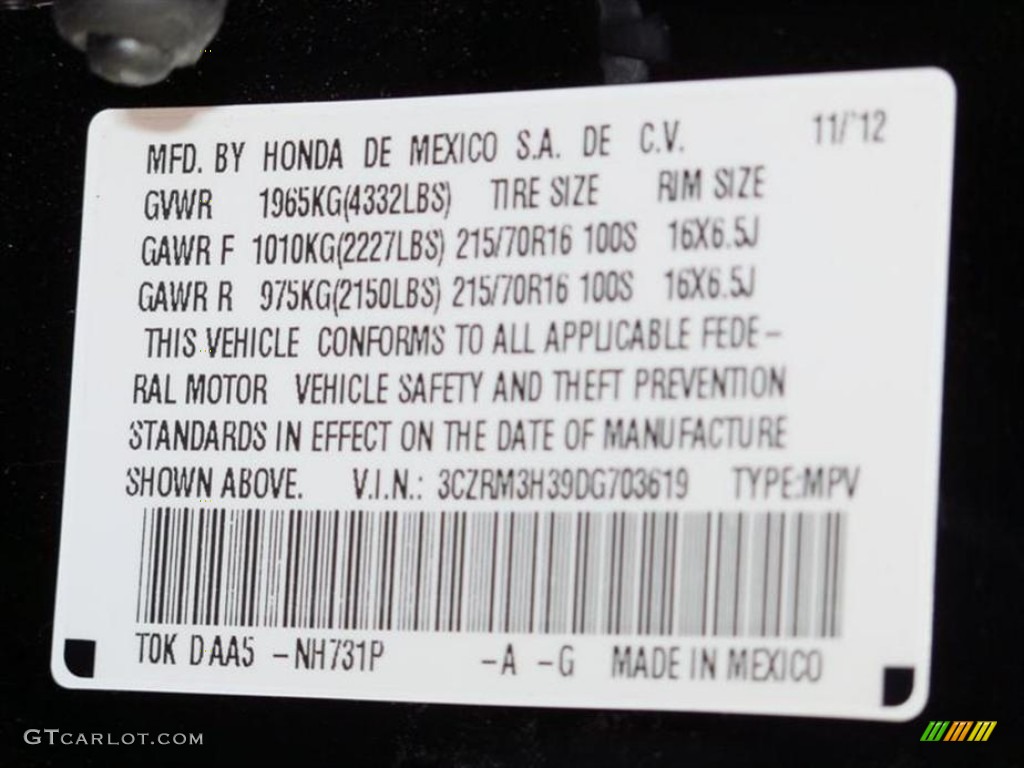 MFD. BY HONDA DE MEXICO S.A. DE C.V. 11/'12
GVWR 1965KG(4332LBS) TIRE SIZE RIM SIZE
GAWR F 1010KG(2227LBS) 215/70R16 100S 16X6.5J
GAWR R 975KG(2150LBS) 215/70R16 100S 16X6.5J
THIS VEHICLE CONFORMS TO ALL APPLICABLE FEDE-
RAL MOTOR VEHICLE SAFETY AND THEFT PREVENTION
STANDARDS IN EFFECT ON THE DATE OF MANUFACTURE
SHOWN ABOVE. V.I.N.: 3CZRM3H39DG703619 TYPE:MPV
TOK DAA5 -NH731P -A -G MADE IN MEXICO
GTCARLOT.COM